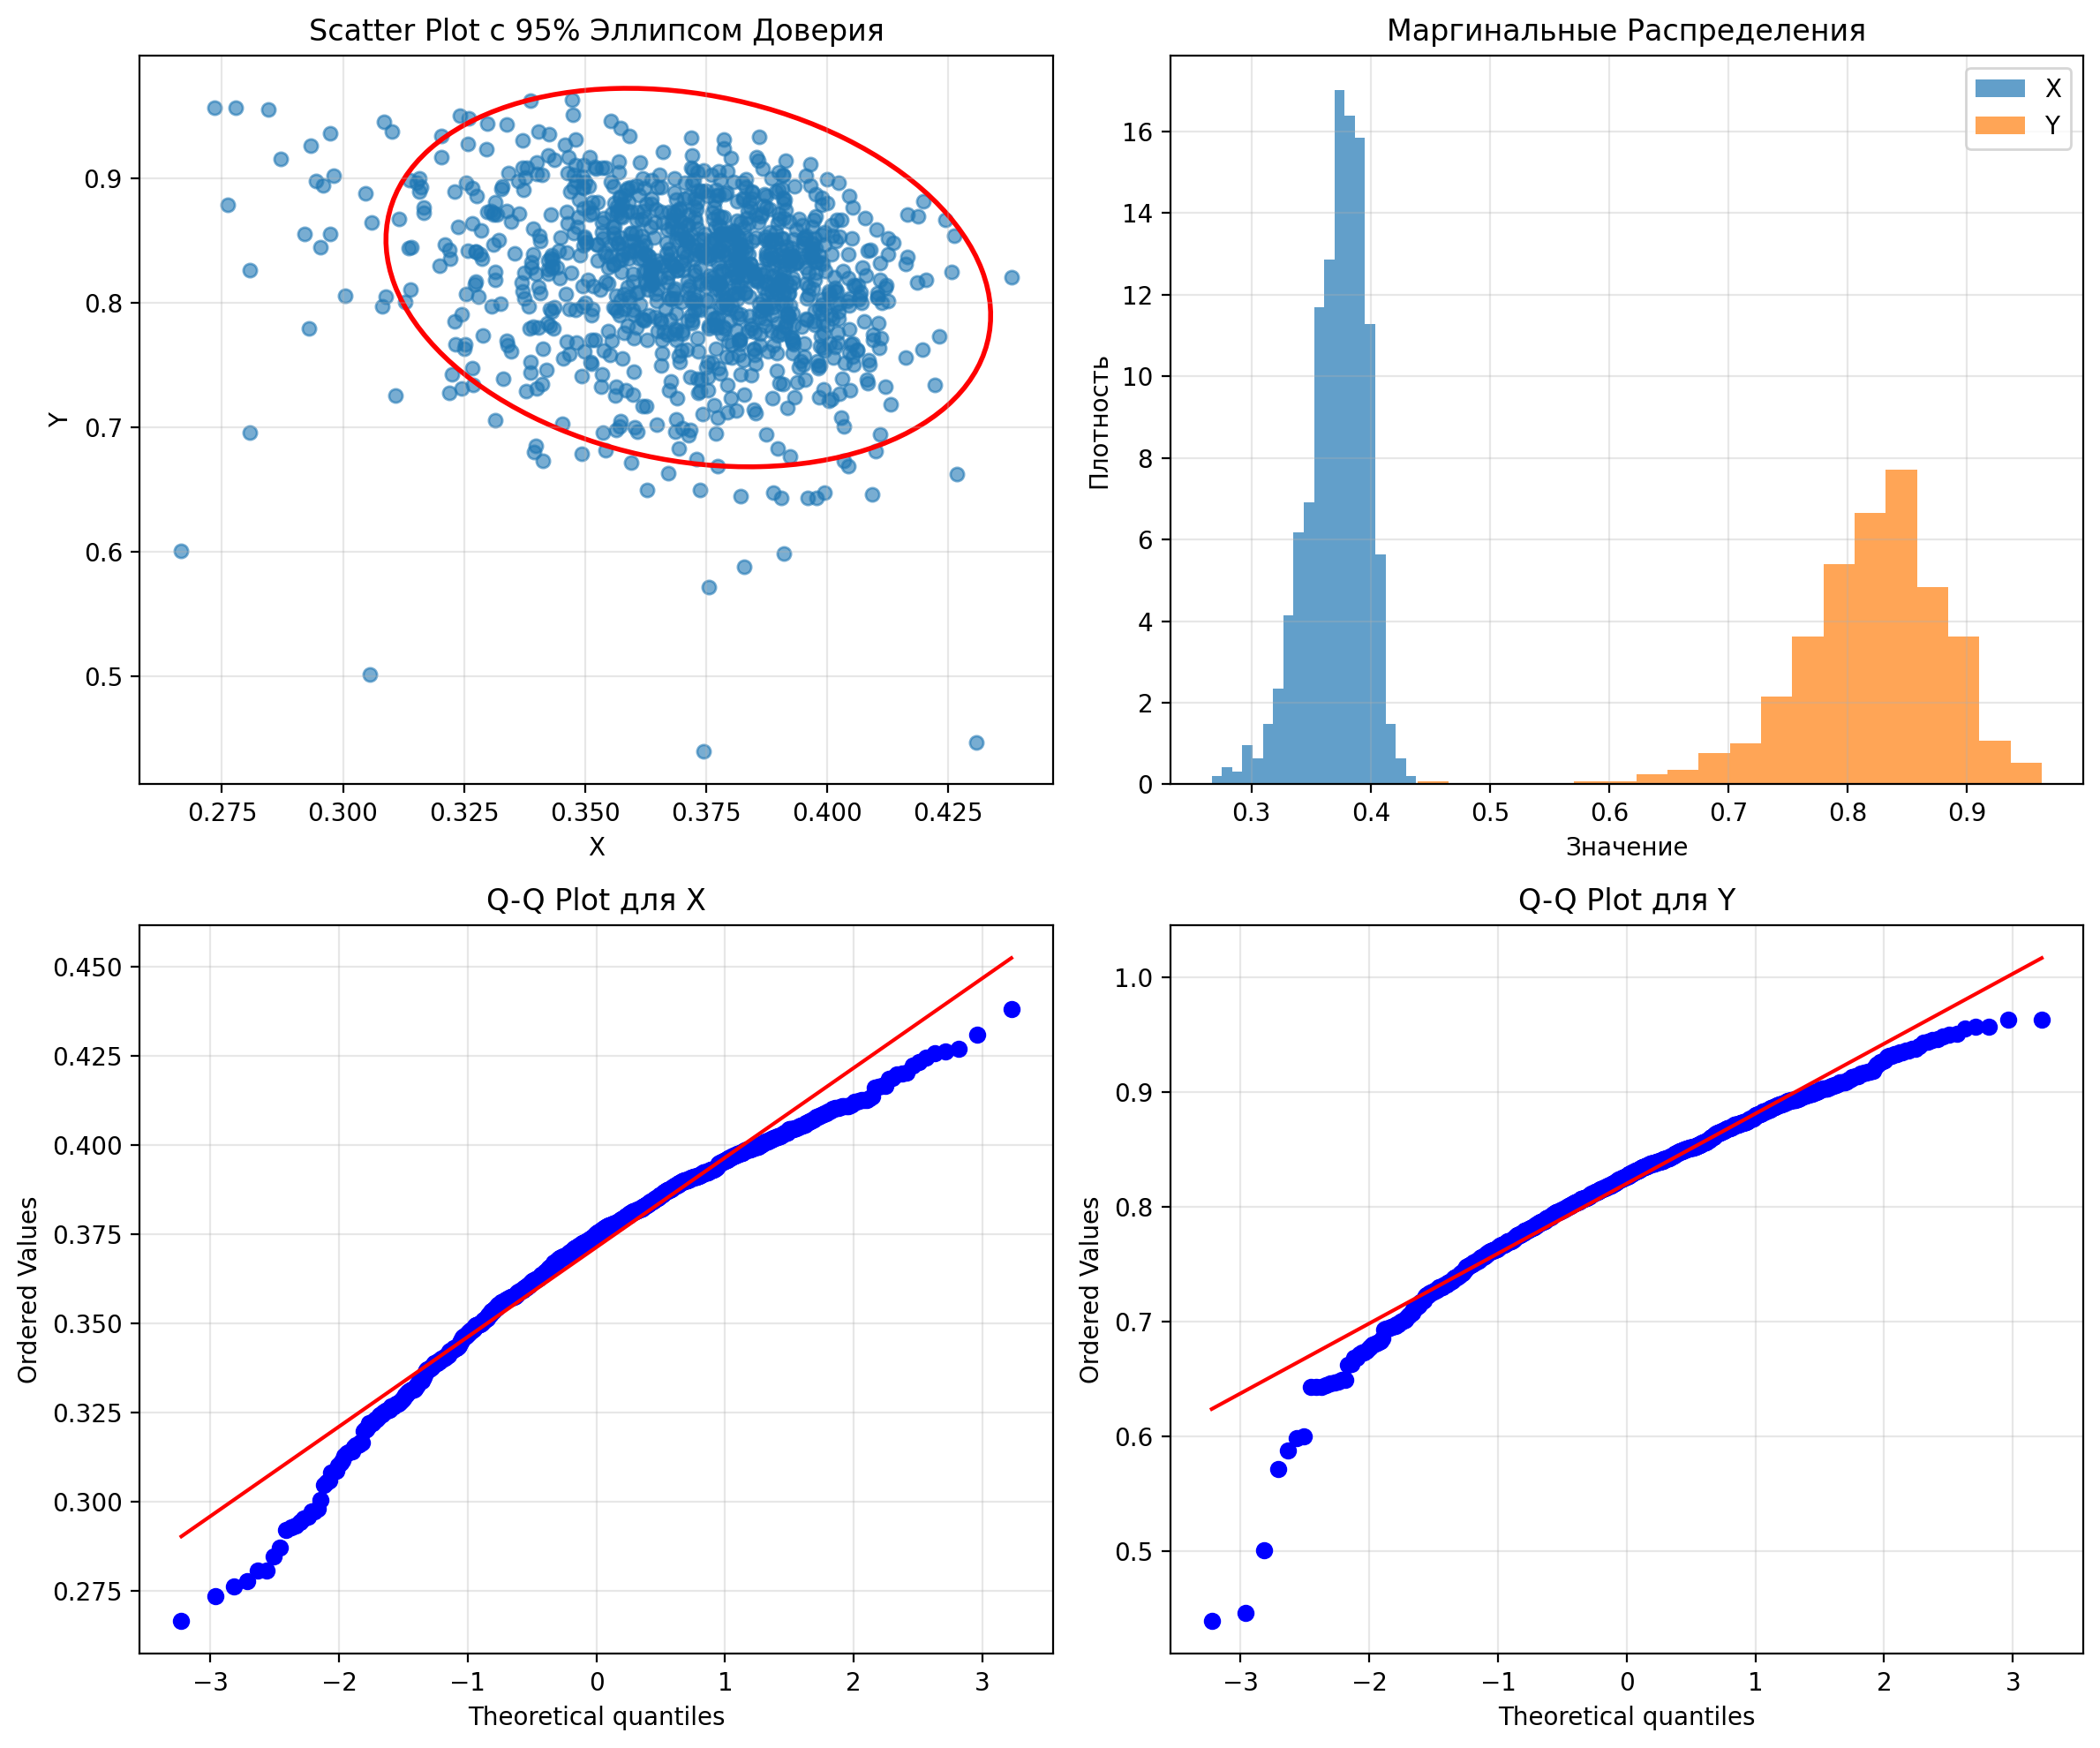 Scatter Plot с 95% Эллипсом Доверия
Y
0.9
0.8
0.7
0.6
0.5
0.275 0.300 0.325 0.350 0.375 0.400 0.425
X
Маргинальные Распределения
X
Y
Плотность
16
14
12
10
8
6
4
2
0
0.3 0.4 0.5 0.6 0.7 0.8 0.9
Значение
Q-Q Plot для X
Ordered Values
0.450
0.425
0.400
0.375
0.350
0.325
0.300
0.275
−3 −2 −1 0 1 2 3
Theoretical quantiles
Q-Q Plot для Y
Ordered Values
1.0
0.9
0.8
0.7
0.6
0.5
−3 −2 −1 0 1 2 3
Theoretical quantiles